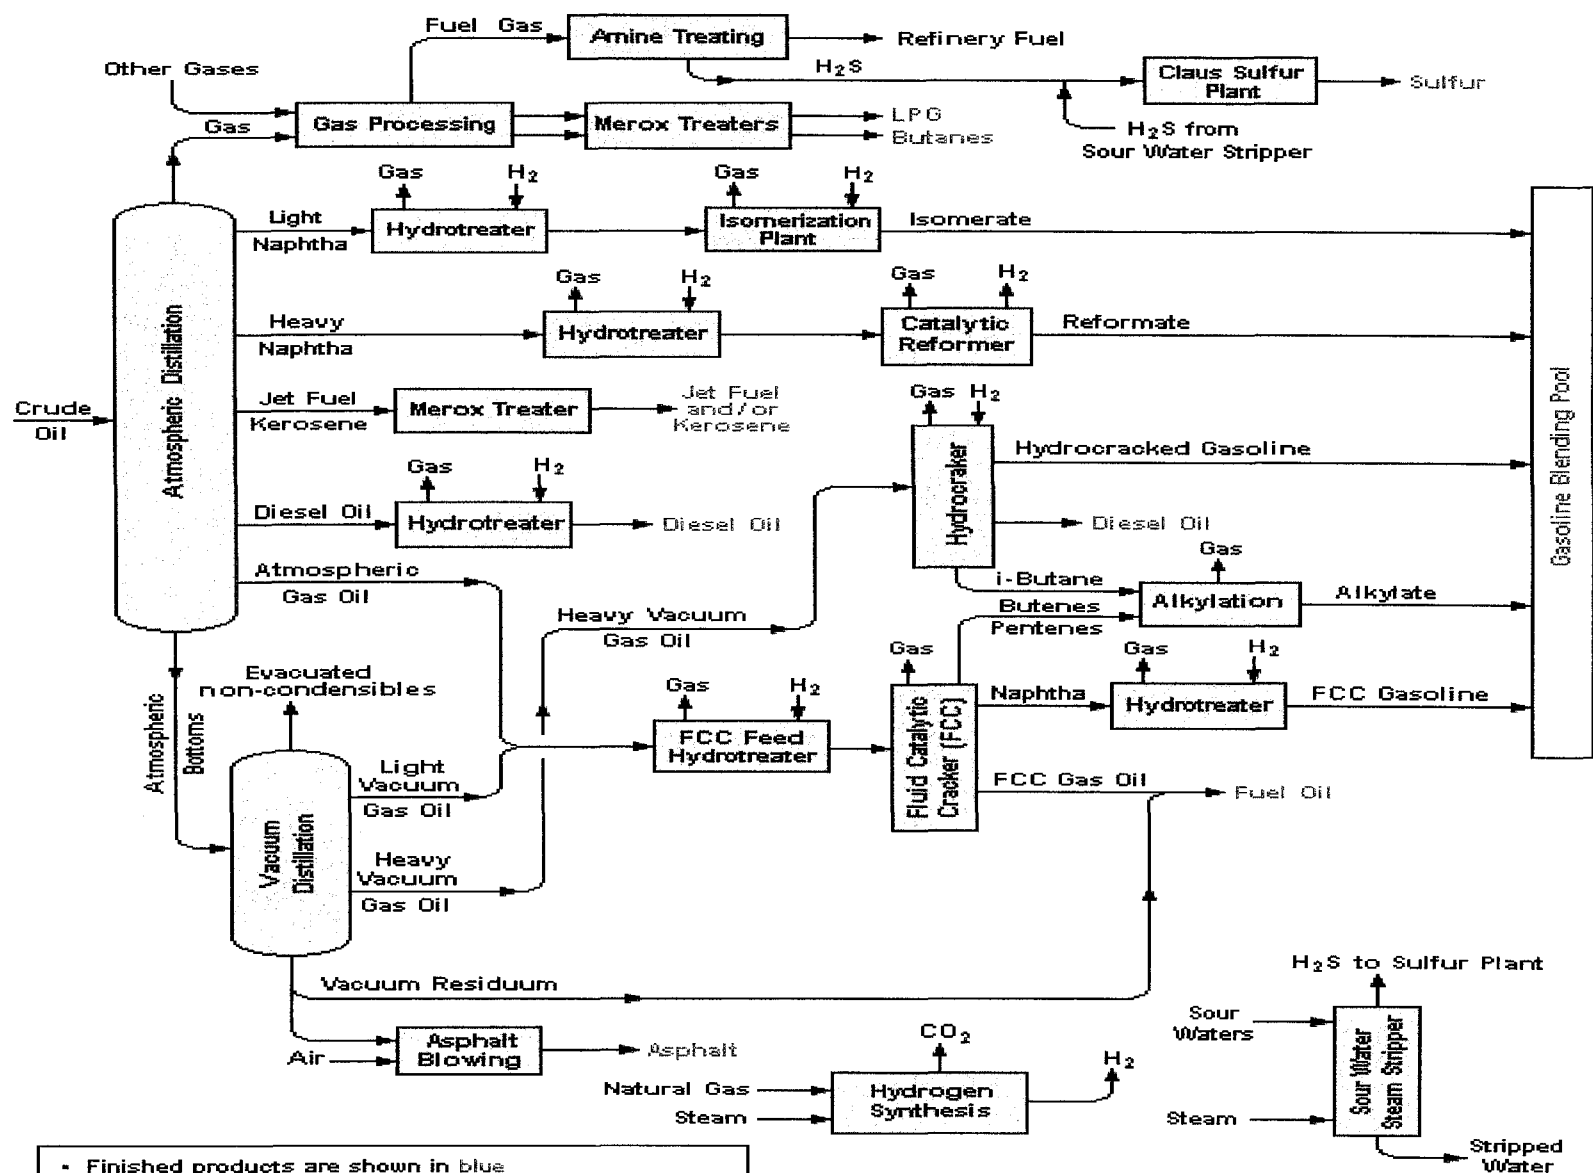 Fuel Gas
Amine Treating
Refinery Fuel
Other Gases
H2S
Claus Sulfur
Plant
Sulfur
Gas
Gas Processing
Merox Treaters
LPG
Butanes
H2S from
Sour Water Stripper
Gas
H2
Gas
H2
Light
Naphtha
Hydrotreater
Isomerization
Plant
Isomerate
Gas
H2
Gas
H2
Heavy
Naphtha
Hydrotreater
Catalytic
Reformer
Reformate
Crude
Oil
Atmospheric Distillation
Jet Fuel
Kerosene
Merox Treater
Jet Fuel
and/or
Kerosene
Gas
H2
Hydrocraker
Hydrocracked Gasoline
Gasoline Blending Pool
Gas
H2
Diesel Oil
Hydrotreater
Diesel Oil
Diesel Oil
Gas
Atmospheric
Gas Oil
i-Butane
Alkylation
Alkylate
Heavy Vacuum
Gas Oil
Butenes
Pentenes
Evacuated
non-condensibles
Atmospheric
Bottoms
Gas
H2
FCC Feed
Hydrotreater
Gas
Fluid Catalytic
Cracker (FCC)
Naphtha
Gas
H2
Hydrotreater
FCC Gasoline
Light
Vacuum
Gas Oil
FCC Gas Oil
Fuel Oil
Vacuum
Distillation
Heavy
Vacuum
Gas Oil
Vacuum Residuum
Air
Asphalt
Blowing
Asphalt
CO2
H2
Natural Gas
Steam
Hydrogen
Synthesis
H2S to Sulfur Plant
Sour
Waters
Sour Water
Steam Stripper
Steam
Stripped
Water
• Finished products are shown in blue